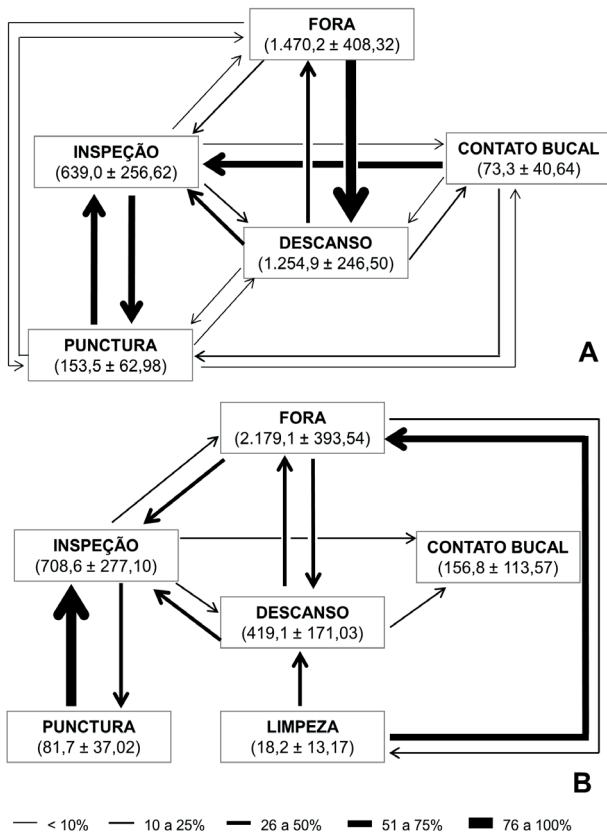 FORA
(1.470,2 ± 408,32)
INSPEÇÃO
(639,0 ± 256,62)
CONTATO BUCAL
(73,3 ± 40,64)
DESCANSO
(1.254,9 ± 246,50)
PUNCTURA
(153,5 ± 62,98)
A
FORA
(2.179,1 ± 393,54)
INSPEÇÃO
(708,6 ± 277,10)
CONTATO BUCAL
(156,8 ± 113,57)
DESCANSO
(419,1 ± 171,03)
PUNCTURA
(81,7 ± 37,02)
LIMPEZA
(18,2 ± 13,17)
B
< 10% 10 a 25% 26 a 50% 51 a 75% 76 a 100%